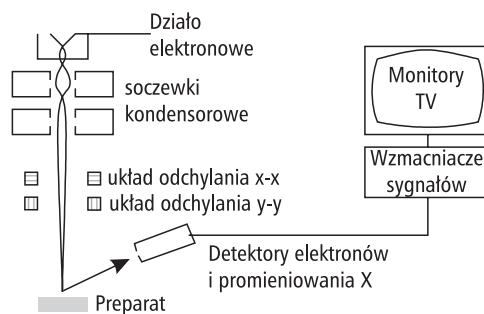 Działo
elektronowe
soczewki
kondensorowe
Monitory
TV
Wzmacniacze
sygnałów
układ odchylania x-x
układ odchylania y-y
Detektory elektronów
i promieniowania X
Preparat